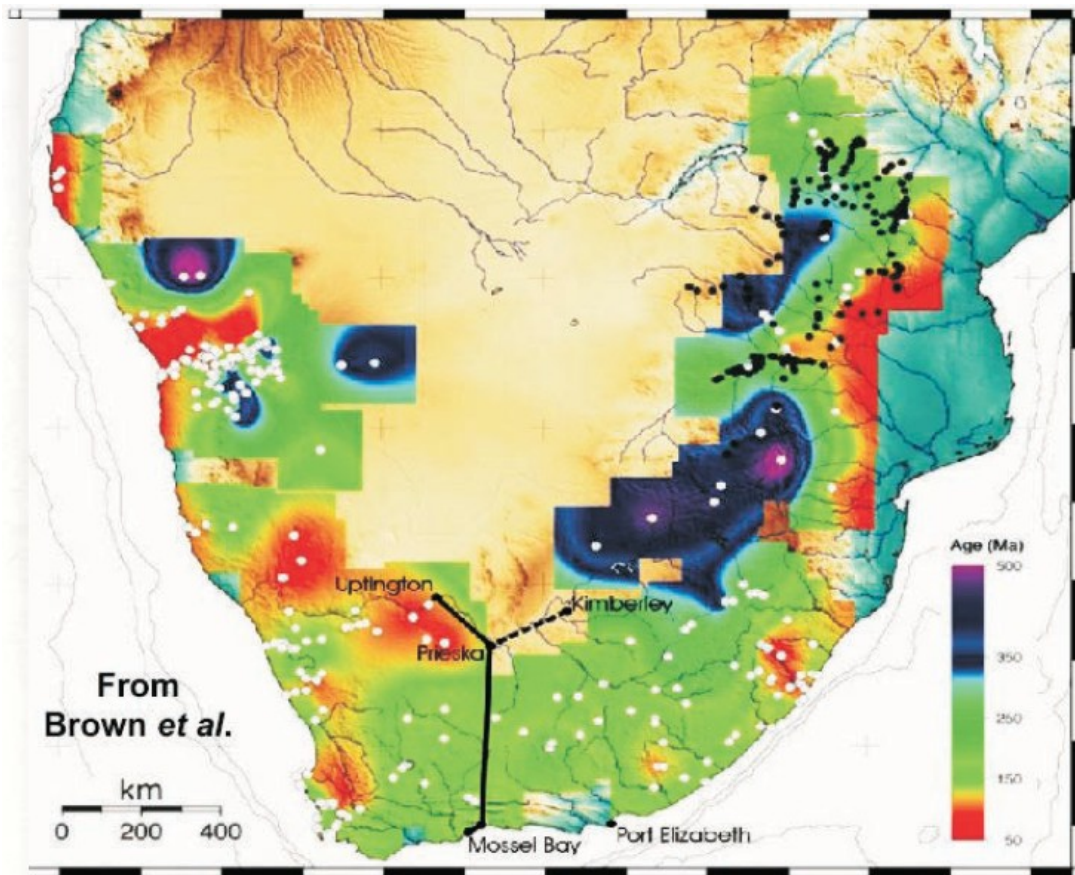 Age (Ma)
500
350
250
150
50
Uptington
Kimberley
Prieska
From
Brown et al.
km
0 200 400
Mossel Bay
Port Elizabeth